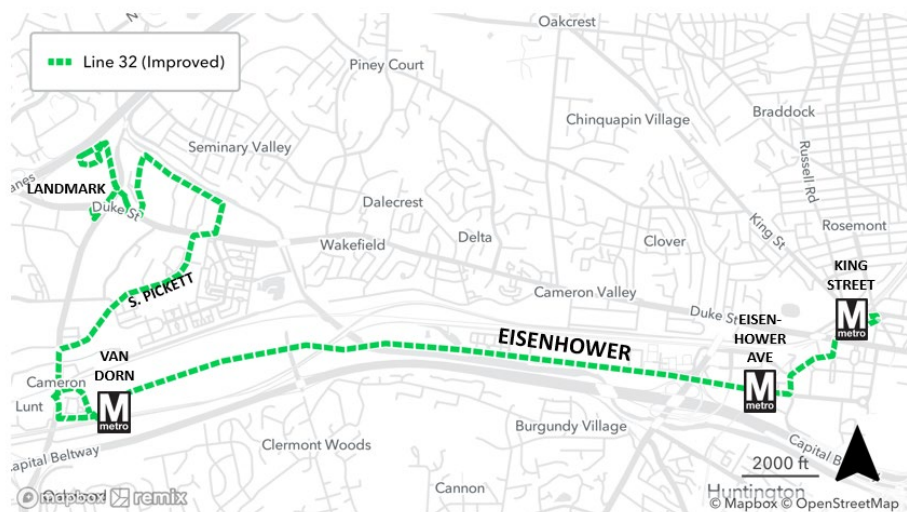 Line 32 (Improved)
Oakcrest
Piney Court
Braddock
Chinquapin Village
Seminary Valley
Russell Rd
anes
LANDMARK
Duke St
Dalecrest
King St
Rosemont
Wakefield
Delta
Clover
KING
STREET
S. PICKETT
Cameron Valley
Duke St
EISEN-
HOWER
AVE
M
metro
EISENHOWER
VAN
DORN
Cameron
Lunt
M
metro
M
metro
Burgundy Village
Clermont Woods
Capital Beltway
Capital Be
2000 ft
Cannon
Huntington
mapbox remix
© Mapbox © OpenStreetMap